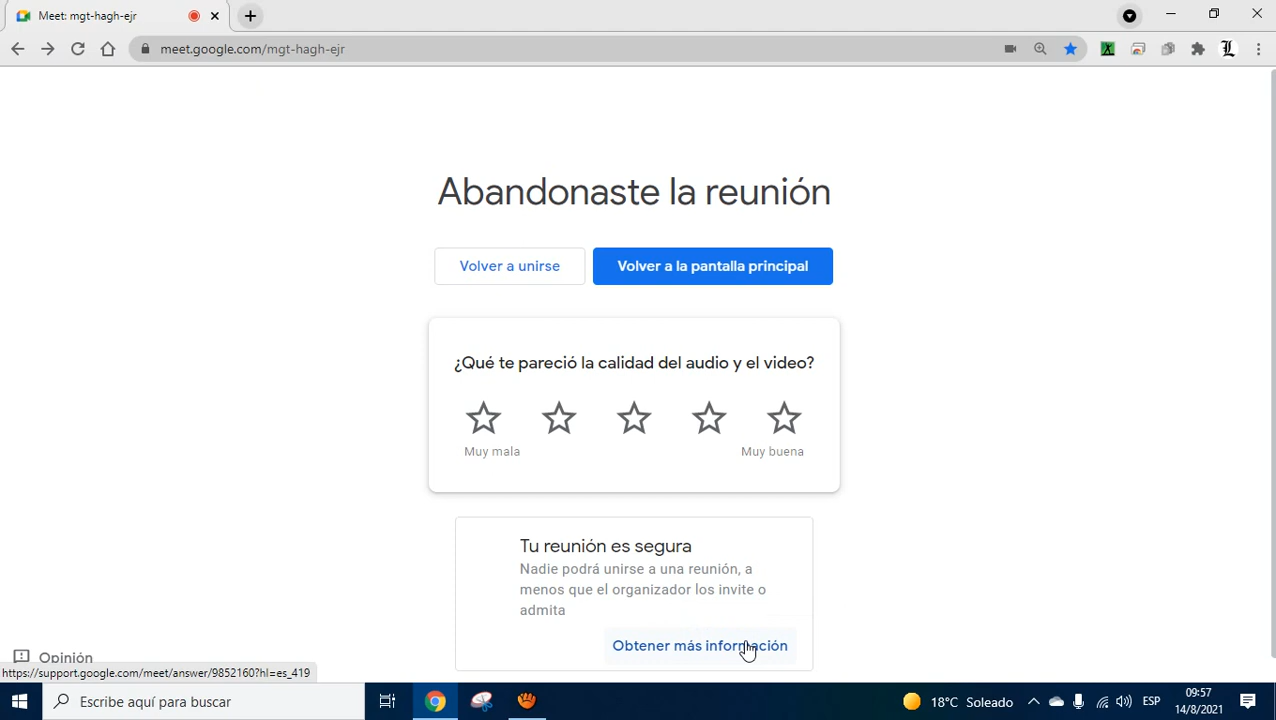 Meet: mgt-hagh-ejr
meet.google.com/mgt-hagh-ejr
Abandonaste la reunión
Volver a unirse
Volver a la pantalla principal
¿Qué te pareció la calidad del audio y el video?
Muy mala
Muy buena
Tu reunión es segura
Nadie podrá unirse a una reunión, a
menos que el organizador los invite o
admita
Obtener más información
Opinión
https://support.google.com/meet/answer/9852160?hl=es_419
Escribe aquí para buscar
18°C Soleado
ESP
09:57
14/8/2021